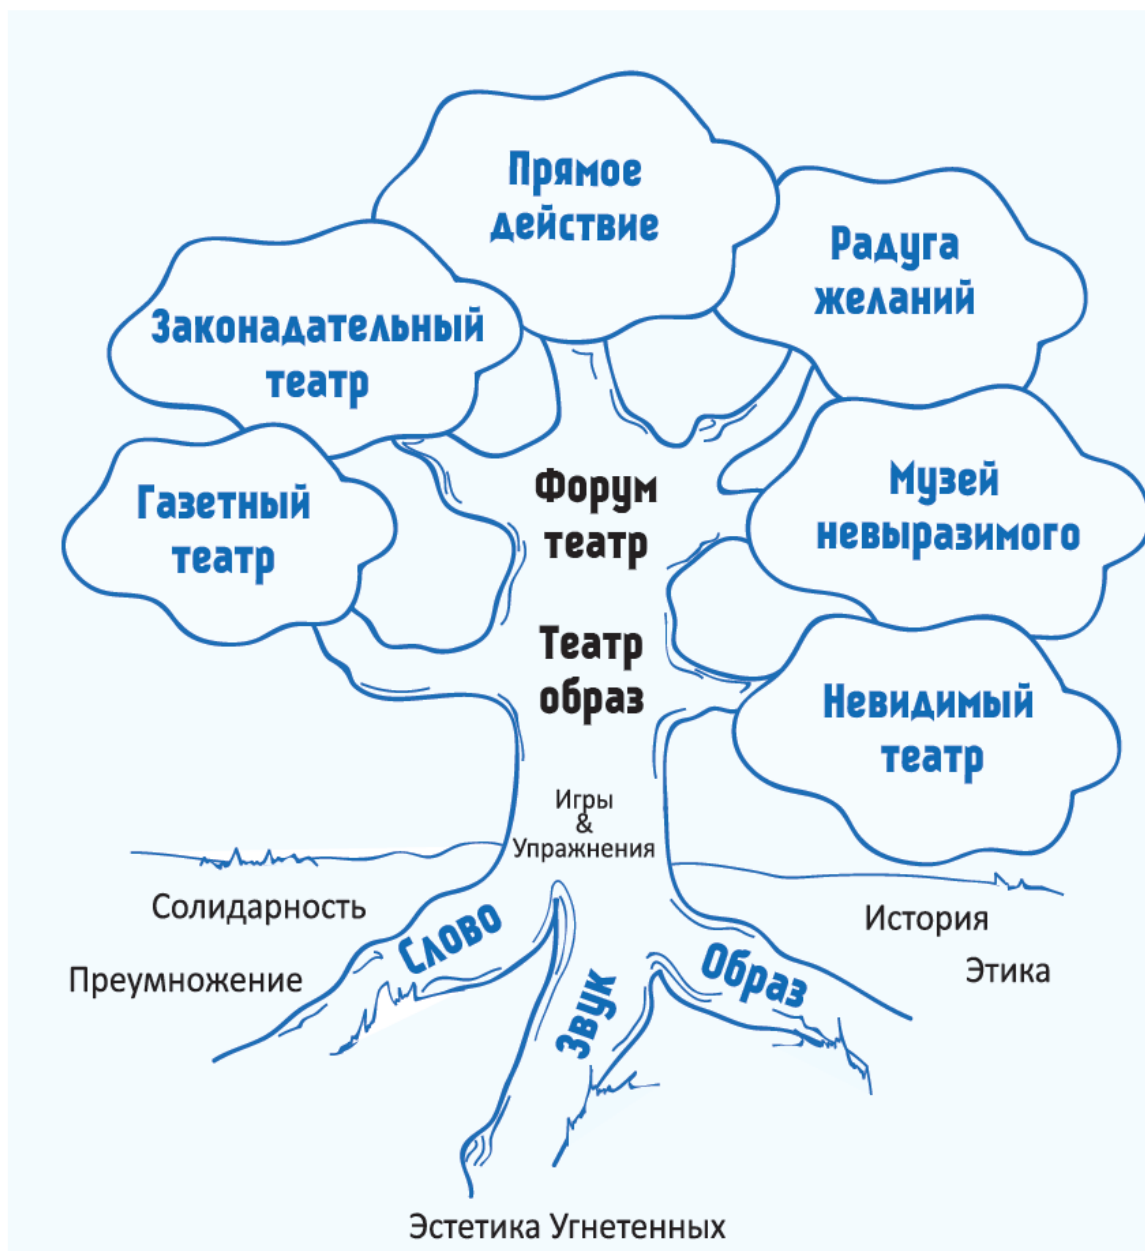 Прямое
действие
Радуга
желаний
Законадательный
театр
Газетный
театр
Форум
театр
Музей
невыразимого
Театр
образ
Невидимый
театр
Игры
&
Упражнения
Солидарность
Преумножение
Слово
Звук
Образ
История
Этика
Эстетика Угнетенных